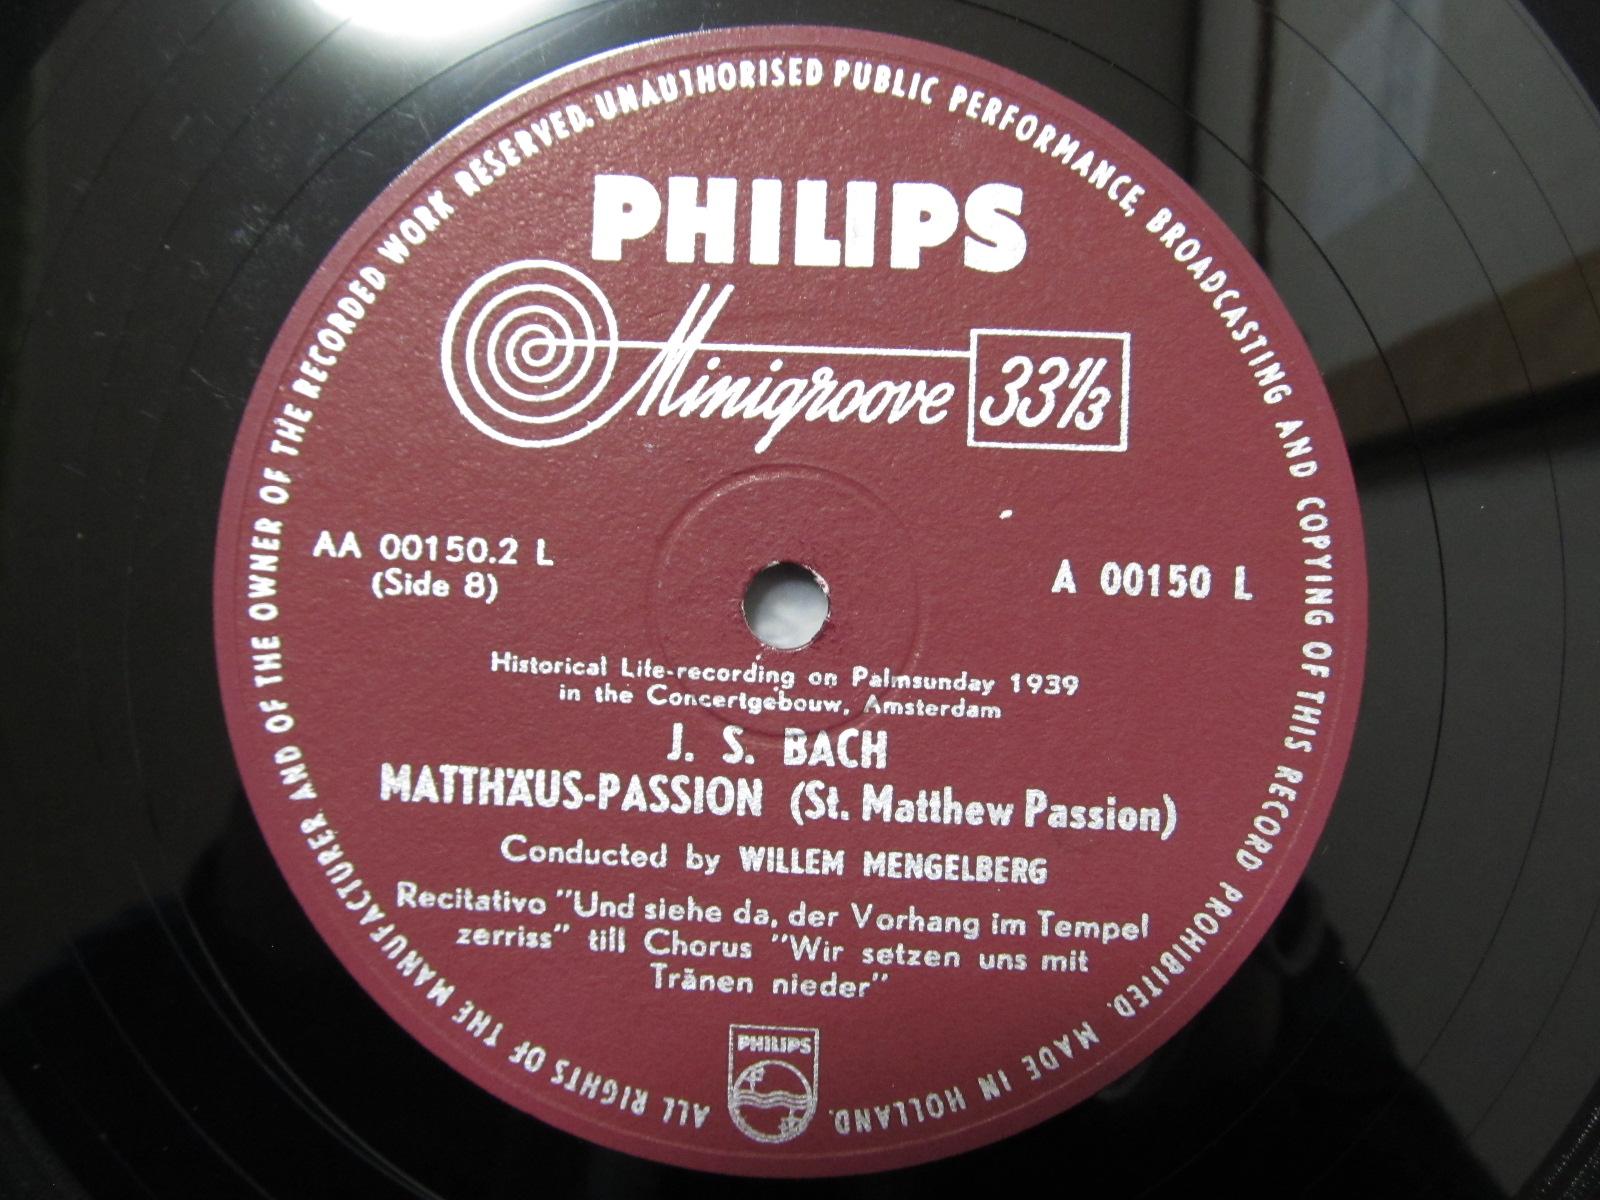 ALL RIGHTS OF THE MANUFACTURER AND OF THE OWNER OF THE RECORDED WORK RESERVED. UNAUTHORISED PUBLIC PERFORMANCE, BROADCASTING AND COPYING OF THIS RECORD PROHIBITED. MADE IN HOLLAND.
PHILIPS
Minigroove 33⅓
AA 00150.2 L
(Side 8)
A 00150 L
Historical Life-recording on Palmsunday 1939
in the Concertgebouw, Amsterdam
J. S. BACH
MATTHÄUS-PASSION (St. Matthew Passion)
Conducted by WILLEM MENGELBERG
Recitativo "Und siehe da, der Vorhang im Tempel
zerriss" till Chorus "Wir setzen uns mit
Tränen nieder"
PHILIPS